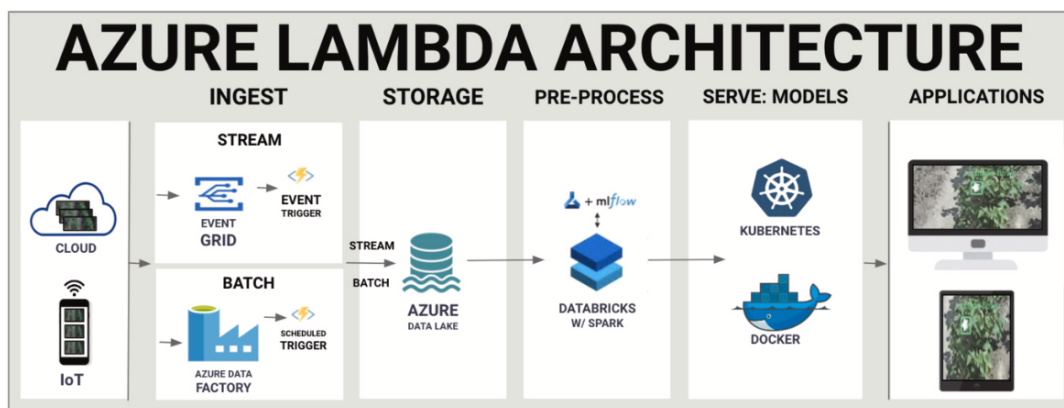 AZURE LAMBDA ARCHITECTURE
INGEST
STORAGE
PRE-PROCESS
SERVE: MODELS
APPLICATIONS
CLOUD
IoT
STREAM
EVENT
GRID
EVENT
TRIGGER
BATCH
AZURE DATA
FACTORY
SCHEDULED
TRIGGER
STREAM
BATCH
AZURE
DATA LAKE
+ mlflow
DATABRICKS
W/ SPARK
KUBERNETES
DOCKER